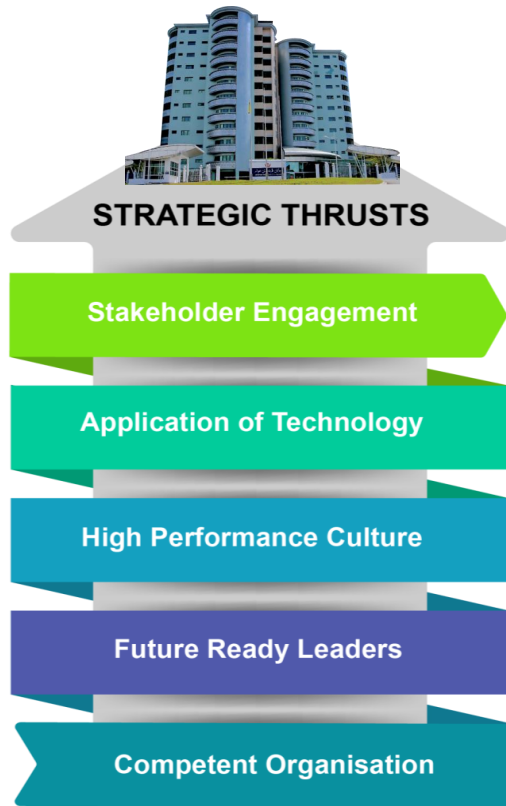 STRATEGIC THRUSTS
Stakeholder Engagement
Application of Technology
High Performance Culture
Future Ready Leaders
Competent Organisation